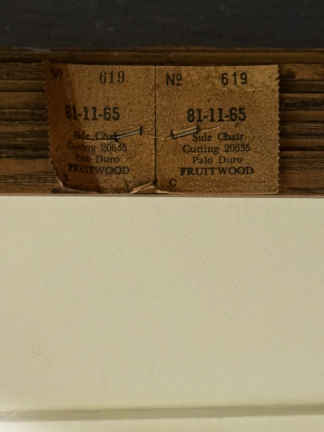 Nº 619
81-11-65
Side Chair
Cutting 20635
Palo Duro
FRUITWOOD
Nº 619
81-11-65
Side Chair
Cutting 20635
Palo Duro
FRUITWOOD
C